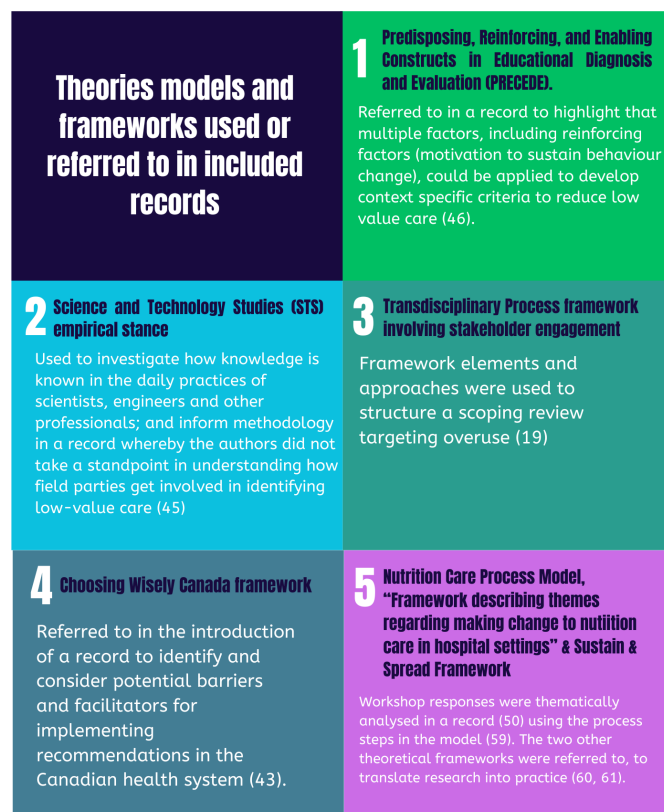 Theories models and
frameworks used or
referred to in included
records
1
Predisposing, Reinforcing, and Enabling
Constructs in Educational Diagnosis
and Evaluation (PRECEDE).
Referred to in a record to highlight that
multiple factors, including reinforcing
factors (motivation to sustain behaviour
change), could be applied to develop
context specific criteria to reduce low
value care (46).
2
Science and Technology Studies (STS)
empirical stance
Used to investigate how knowledge is
known in the daily practices of
scientists, engineers and other
professionals; and inform methodology
in a record whereby the authors did not
take a standpoint in understanding how
field parties get involved in identifying
low-value care (45)
3
Transdisciplinary Process framework
involving stakeholder engagement
Framework elements and
approaches were used to
structure a scoping review
targeting overuse (19)
4
Choosing Wisely Canada framework
Referred to in the introduction
of a record to identify and
consider potential barriers
and facilitators for
implementing
recommendations in the
Canadian health system (43).
5
Nutrition Care Process Model,
“Framework describing themes
regarding making change to nutiition
care in hospital settings” & Sustain &
Spread Framework
Workshop responses were thematically
analysed in a record (50) using the process
steps in the model (59). The two other
theoretical frameworks were referred to, to
translate research into practice (60, 61).